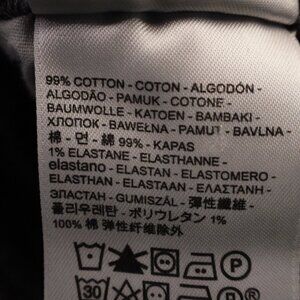 99% COTTON - COTON - ALGODÓN -
ALGODÃO - PAMUK - COTONE -
BAUMWOLLE - KATOEN - BAMBAKI -
ХЛОПОК - BAWEŁNA - PAMUT - BAVLNA -
棉 - 면 - 綿 99% - KAPAS
1% ELASTANE - ELASTHANNE -
elastano - ELASTAN - ELASTOMERO -
ELASTHAN - ELASTAAN - ΕΛΑΣΤΑΝΗ -
ЭЛАСТАН - GUMISZÁL - 弹性纖維 -
폴리우레탄 - ポリウレタン 1%
100% 棉 弹性纤维除外
P
30